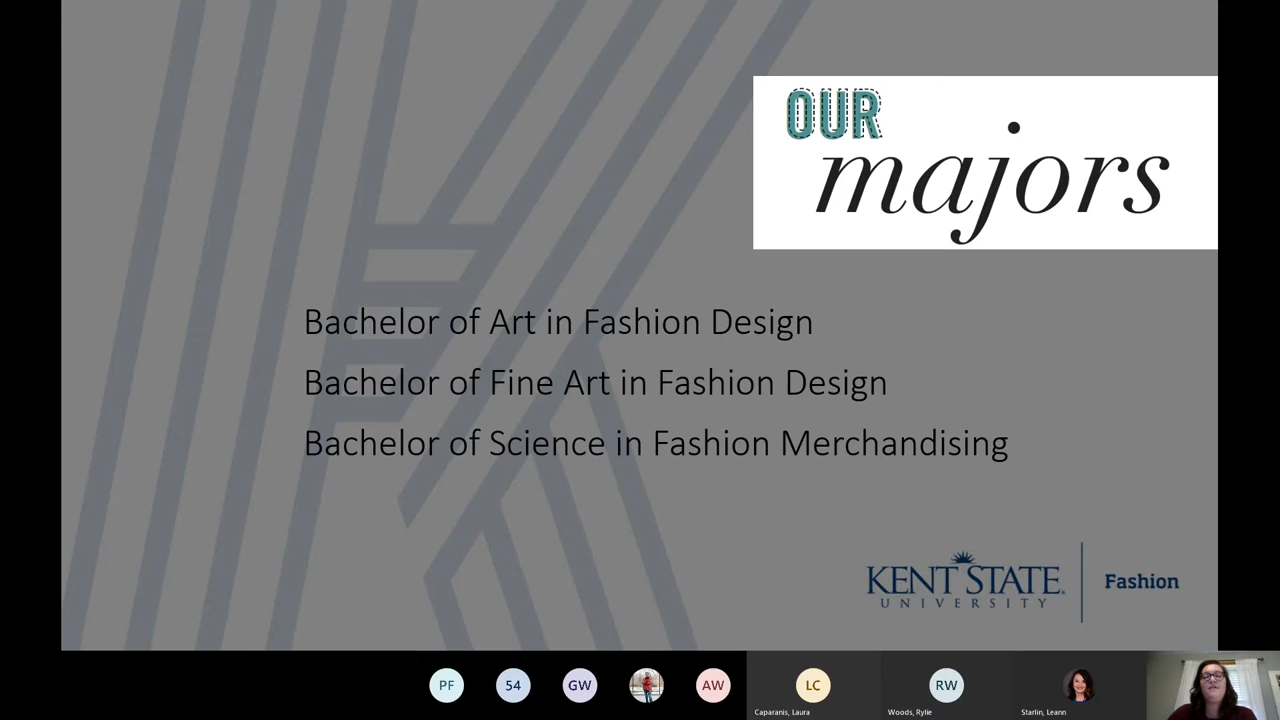 OUR
majors
Bachelor of Art in Fashion Design
Bachelor of Fine Art in Fashion Design
Bachelor of Science in Fashion Merchandising
KENT STATE
UNIVERSITY
Fashion
PF
54
GW
AW
LC
RW
Caparanis, Laura
Woods, Rylie
Starlin, Leann